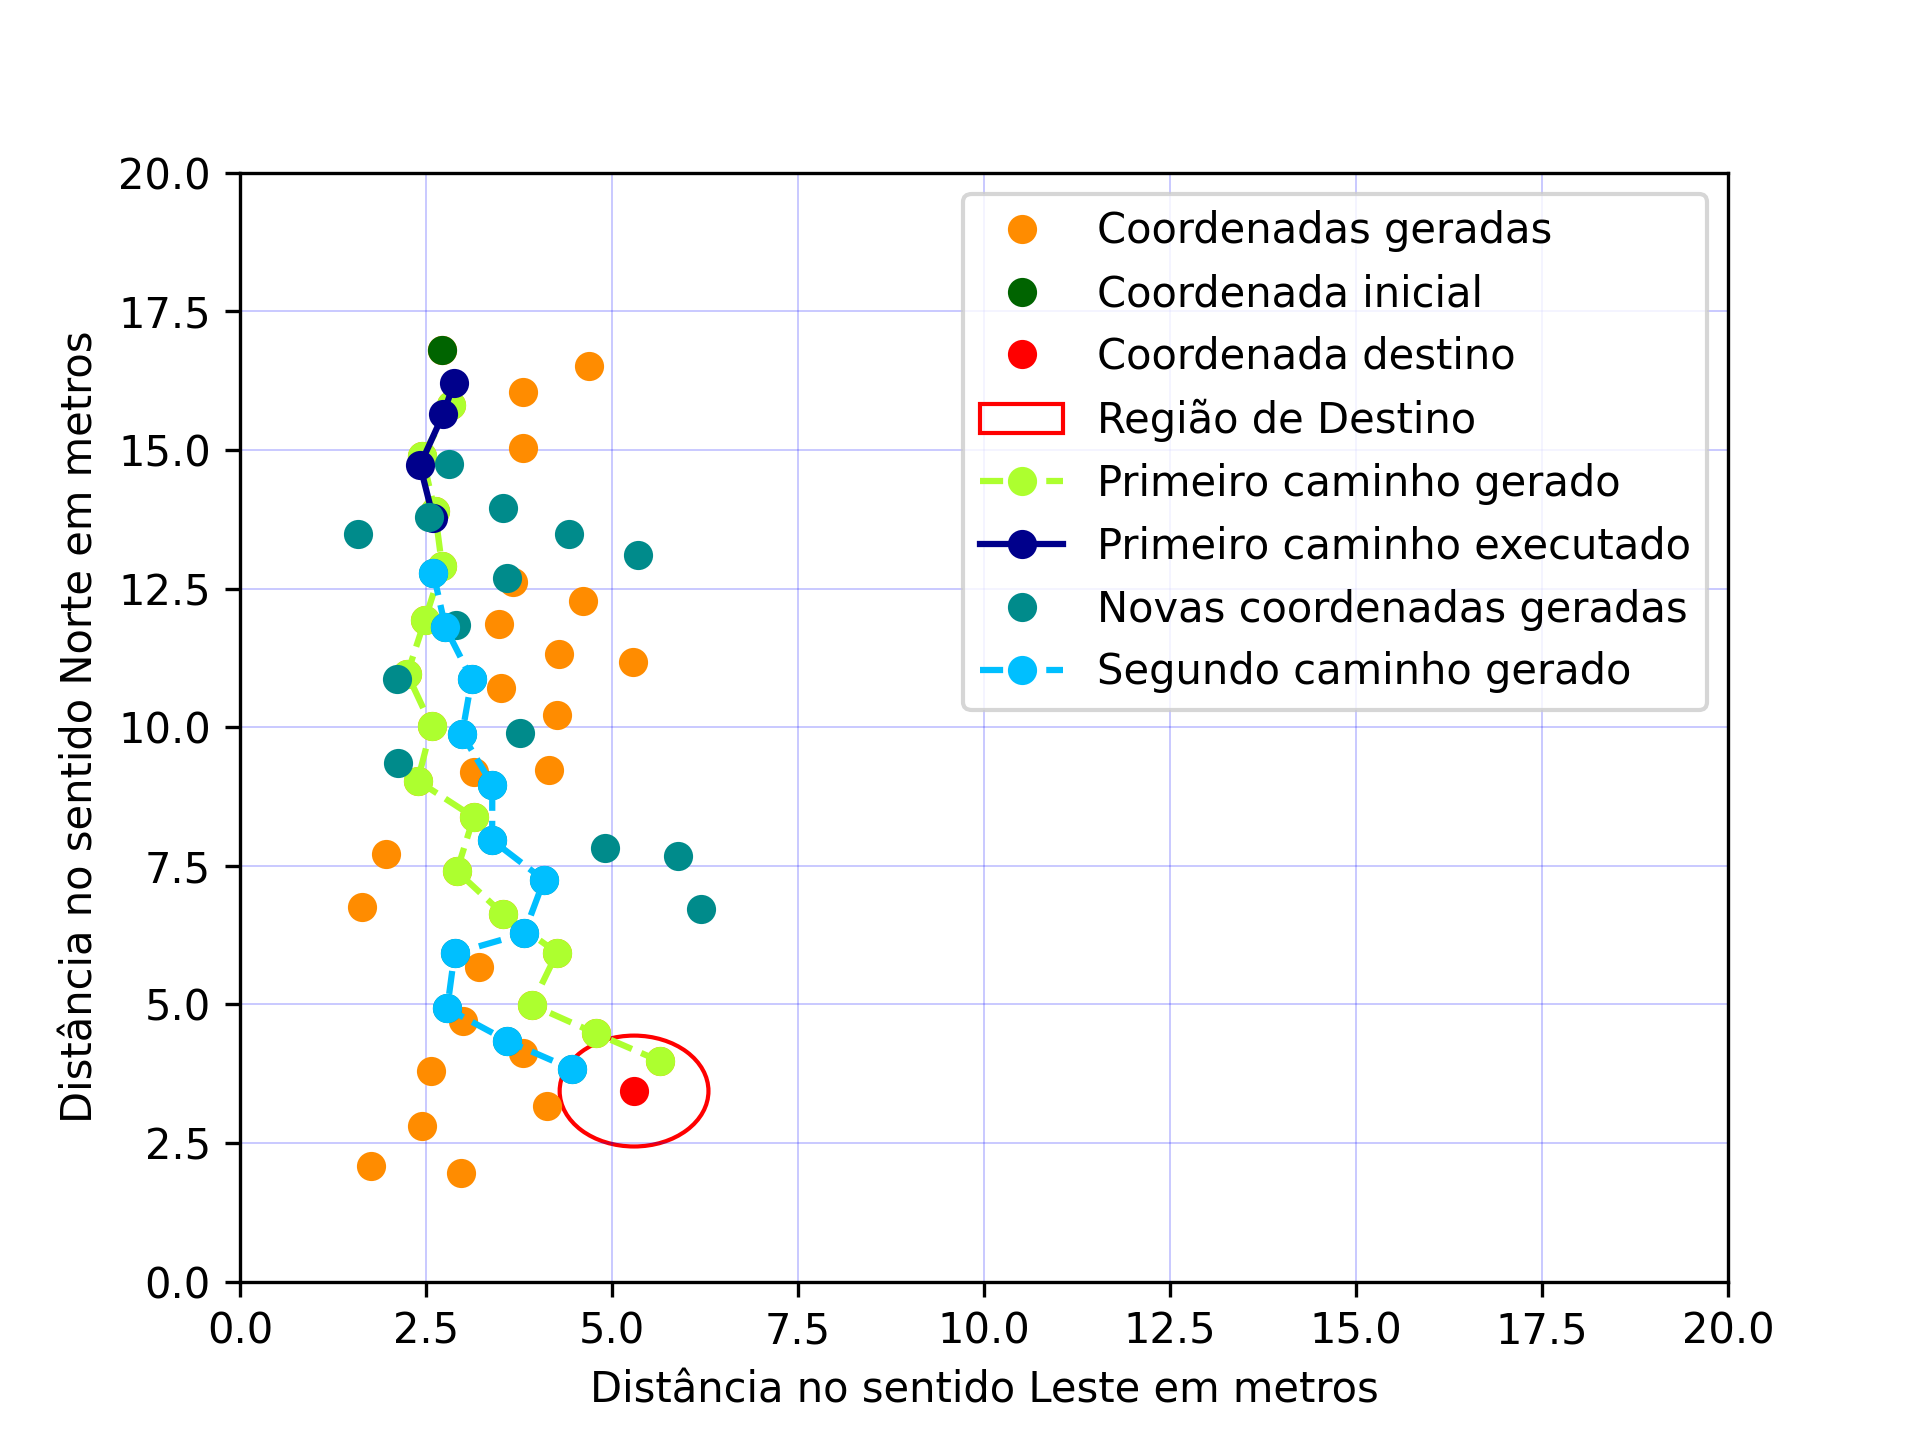 20.0
17.5
15.0
12.5
10.0
7.5
5.0
2.5
0.0
Distância no sentido Norte em metros
Coordenadas geradas
Coordenada inicial
Coordenada destino
Região de Destino
Primeiro caminho gerado
Primeiro caminho executado
Novas coordenadas geradas
Segundo caminho gerado
0.0 2.5 5.0 7.5 10.0 12.5 15.0 17.5 20.0
Distância no sentido Leste em metros